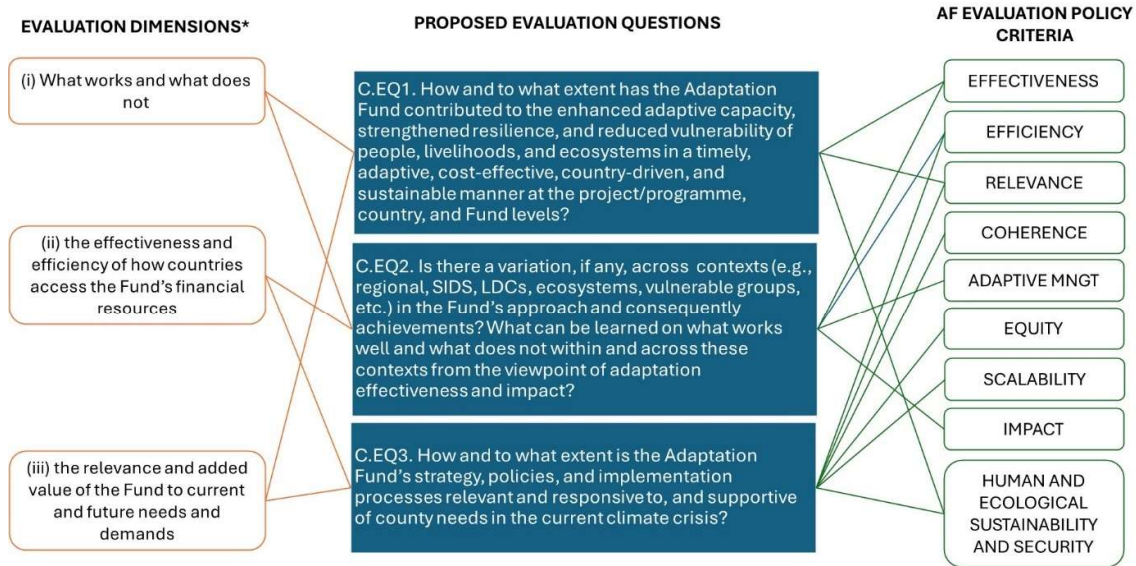 EVALUATION DIMENSIONS*
(i) What works and what does
not
(ii) the effectiveness and
efficiency of how countries
access the Fund's financial
resources
(iii) the relevance and added
value of the Fund to current
and future needs and
demands
PROPOSED EVALUATION QUESTIONS
C.EQ1. How and to what extent has the Adaptation
Fund contributed to the enhanced adaptive capacity,
strengthened resilience, and reduced vulnerability of
people, livelihoods, and ecosystems in a timely,
adaptive, cost-effective, country-driven, and
sustainable manner at the project/programme,
country, and Fund levels?
C.EQ2. Is there a variation, if any, across contexts (e.g.,
regional, SIDS, LDCs, ecosystems, vulnerable groups,
etc.) in the Fund's approach and consequently
achievements? What can be learned on what works
well and what does not within and across these
contexts from the viewpoint of adaptation
effectiveness and impact?
C.EQ3. How and to what extent is the Adaptation
Fund's strategy, policies, and implementation
processes relevant and responsive to, and supportive
of county needs in the current climate crisis?
AF EVALUATION POLICY
CRITERIA
EFFECTIVENESS
EFFICIENCY
RELEVANCE
COHERENCE
ADAPTIVE MNGT
EQUITY
SCALABILITY
IMPACT
HUMAN AND
ECOLOGICAL
SUSTAINABILITY
AND SECURITY